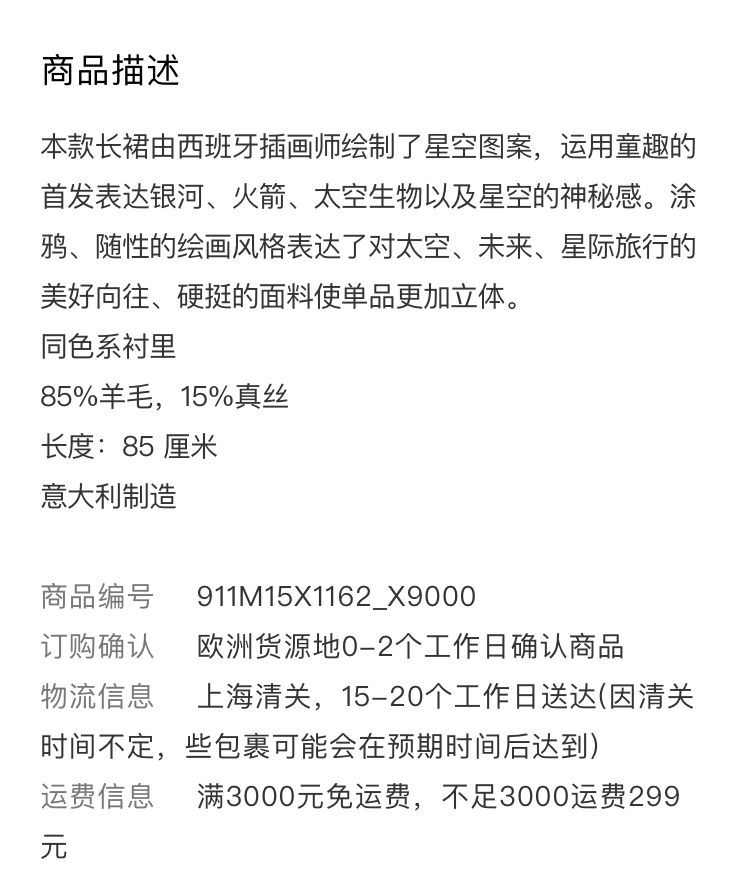 商品描述
本款长裙由西班牙插画师绘制了星空图案，运用童趣的
首发表达银河、火箭、太空生物以及星空的神秘感。涂
鸦、随性的绘画风格表达了对太空、未来、星际旅行的
美好向往、硬挺的面料使单品更加立体。
同色系衬里
85%羊毛，15%真丝
长度：85 厘米
意大利制造
商品编号 911M15X1162_X9000
订购确认 欧洲货源地0-2个工作日确认商品
物流信息 上海清关，15-20个工作日送达(因清关
时间不定，些包裹可能会在预期时间后达到)
运费信息 满3000元免运费，不足3000运费299
元